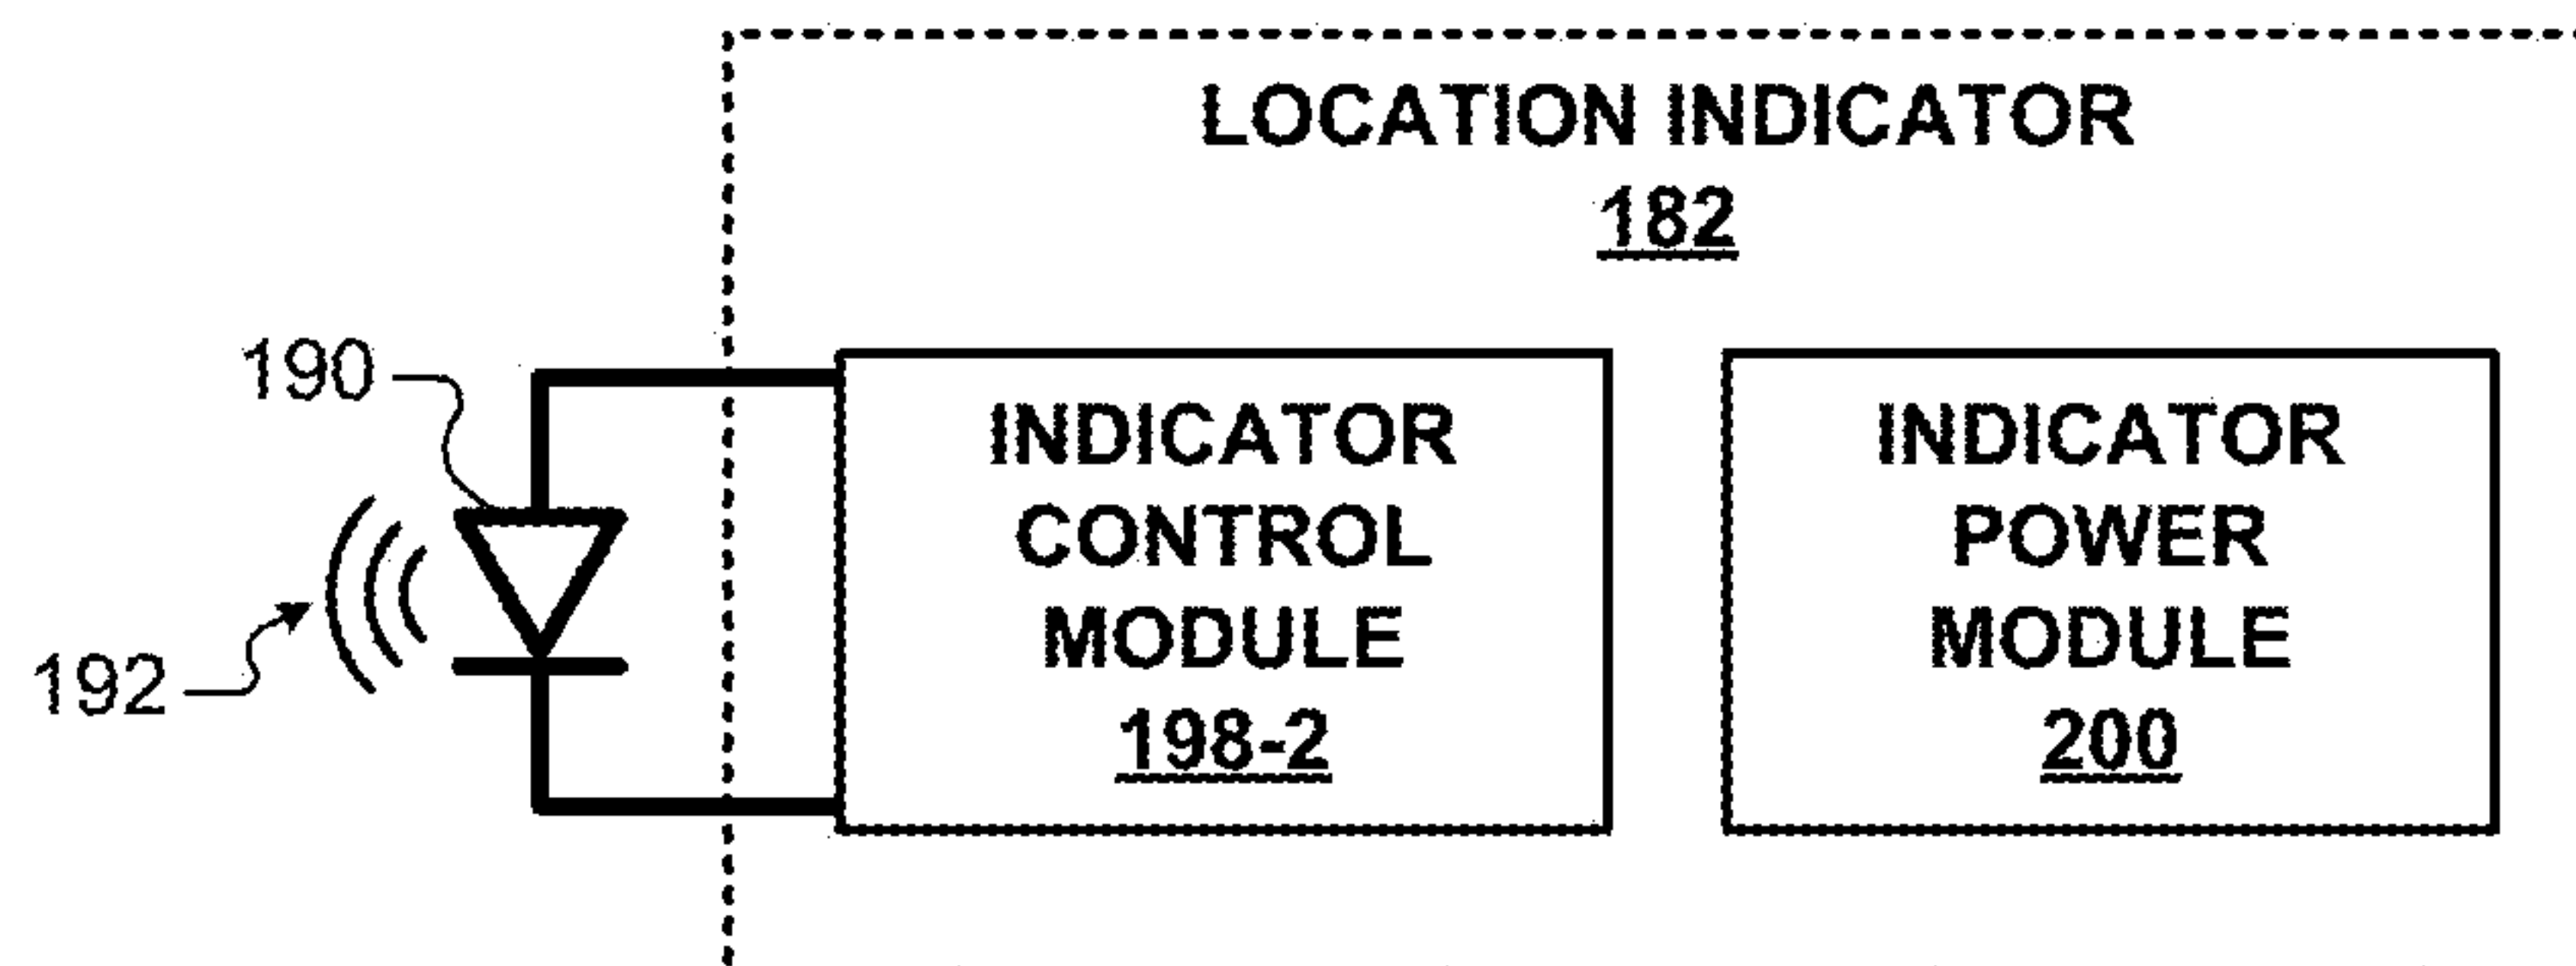 LOCATION INDICATOR
182
190
192
INDICATOR
CONTROL
MODULE
198-2
INDICATOR
POWER
MODULE
200